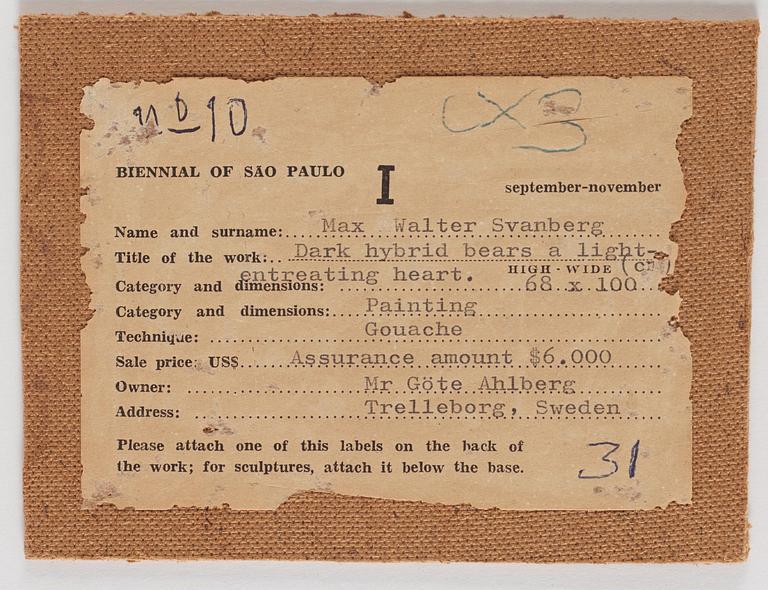 nº 10
CX3
BIENNIAL OF SÃO PAULO I
september-november
Name and surname: Max Walter Svanberg
Title of the work: Dark hybrid bears a light-
entreating heart. HIGH - WIDE (cm)
Category and dimensions: 68 x 100
Category and dimensions: Painting
Technique: Gouache
Sale price: US$ Assurance amount $6.000
Owner: Mr Göte Ahlberg
Address: Trelleborg, Sweden
Please attach one of this labels on the back of
the work; for sculptures, attach it below the base.
31